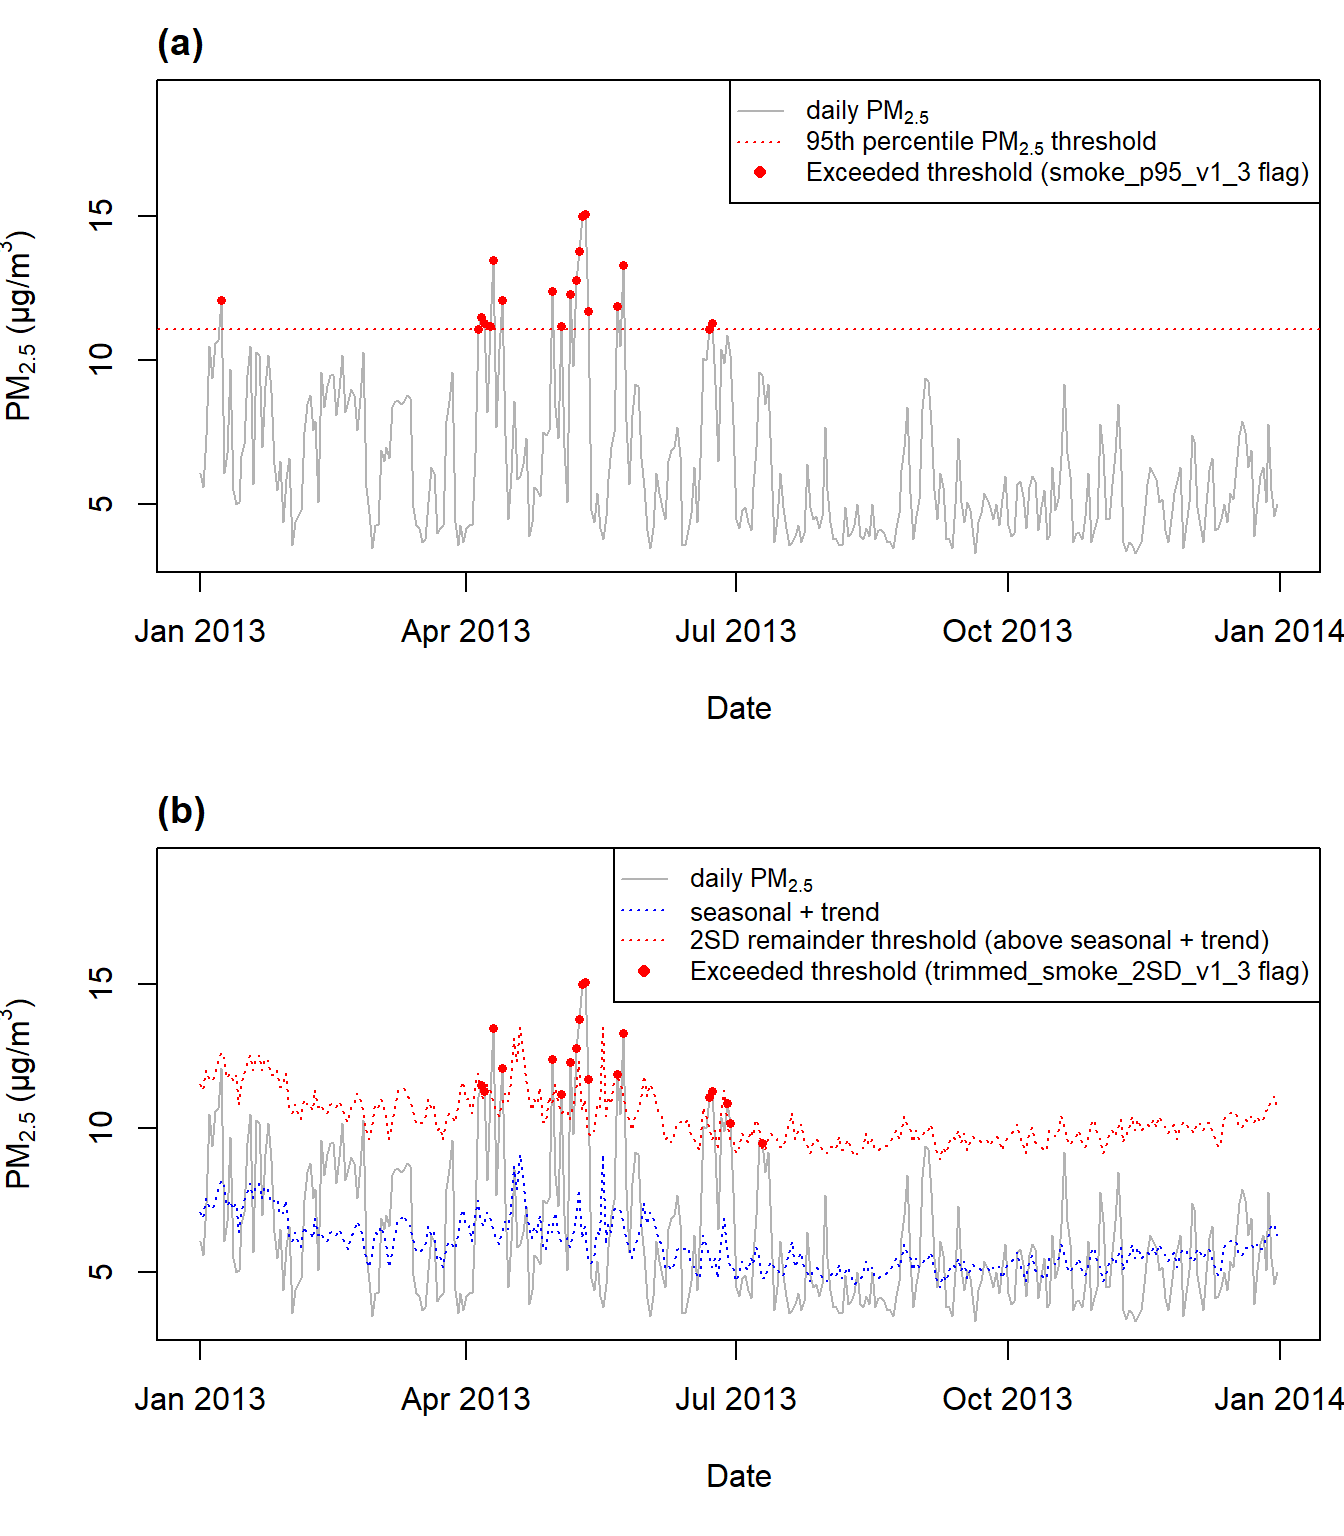 (a)
daily PM2.5
95th percentile PM2.5 threshold
Exceeded threshold (smoke_p95_v1_3 flag)
PM2.5 (µg/m3)
15
10
5
Jan 2013 Apr 2013 Jul 2013 Oct 2013 Jan 2014
Date
(b)
daily PM2.5
seasonal + trend
2SD remainder threshold (above seasonal + trend)
Exceeded threshold (trimmed_smoke_2SD_v1_3 flag)
PM2.5 (µg/m3)
15
10
5
Jan 2013 Apr 2013 Jul 2013 Oct 2013 Jan 2014
Date